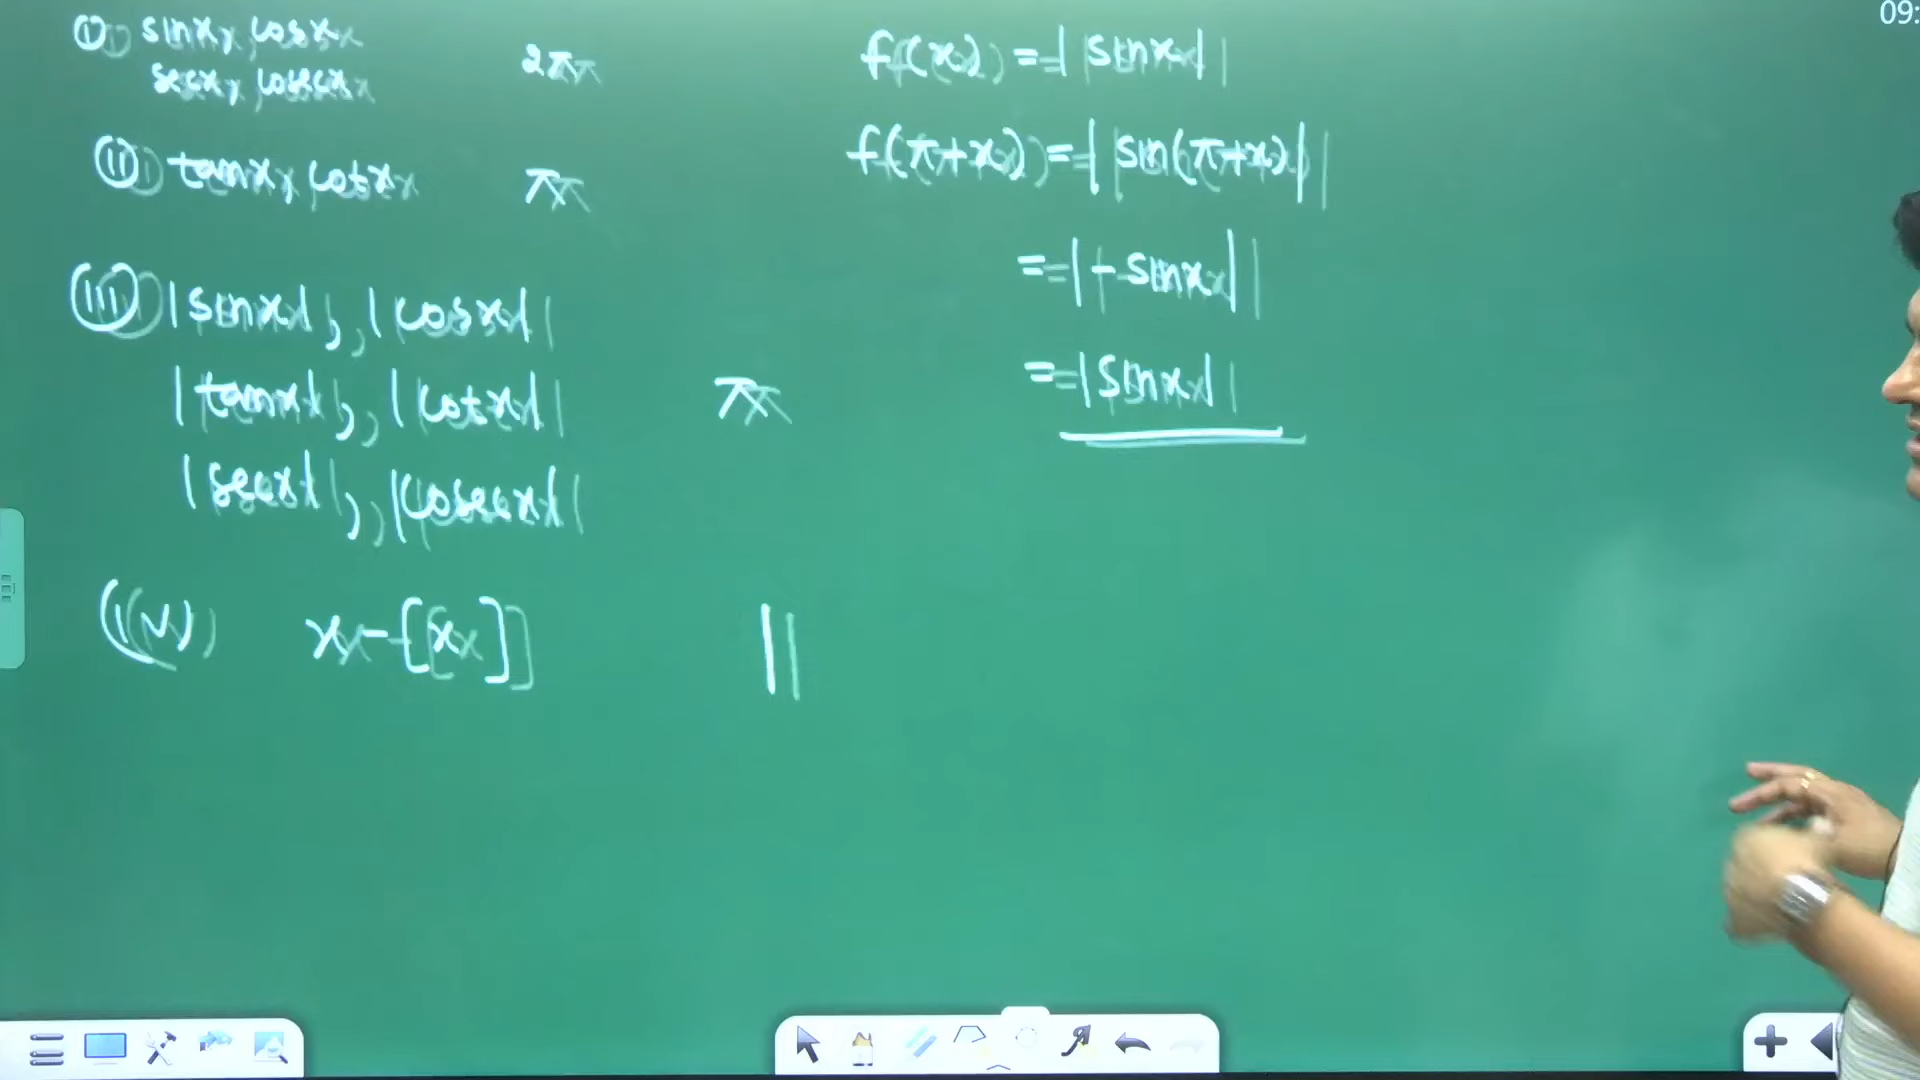 (i) sinx, cosx
secx, cosecx 2π
(ii) tanx, cotx π
(iii) |sinx|, |cosx|
|tanx|, |cotx| π
|secx|, |cosecx|
(iv) x-[x] 1
f(x) = |sinx|
f(π+x) = |sin(π+x)|
= |-sinx|
= |sinx|
09: